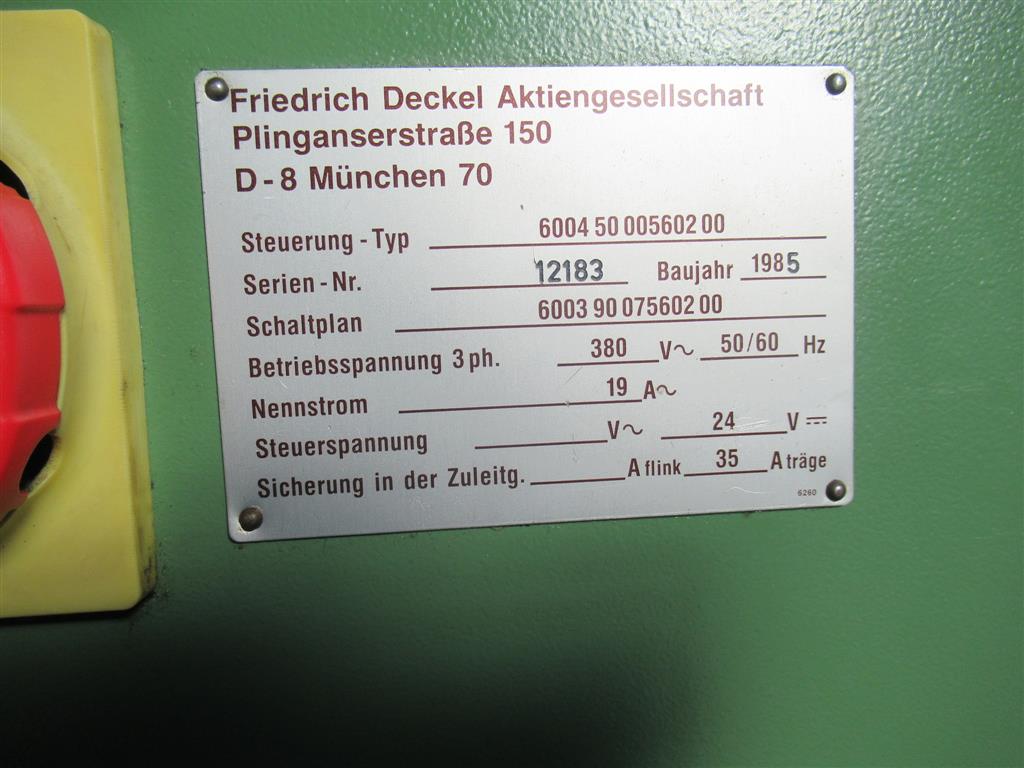 Friedrich Deckel Aktiengesellschaft
Plinganserstraße 150
D-8 München 70
Steuerung-Typ 6004 50 005602 00
Serien-Nr. 12183 Baujahr 1985
Schaltplan 6003 90 075602 00
Betriebsspannung 3 ph. 380 V~ 50/60 Hz
Nennstrom 19 A~
Steuerspannung V~ 24 V⎓
Sicherung in der Zuleitg. A flink 35 A träge
6260